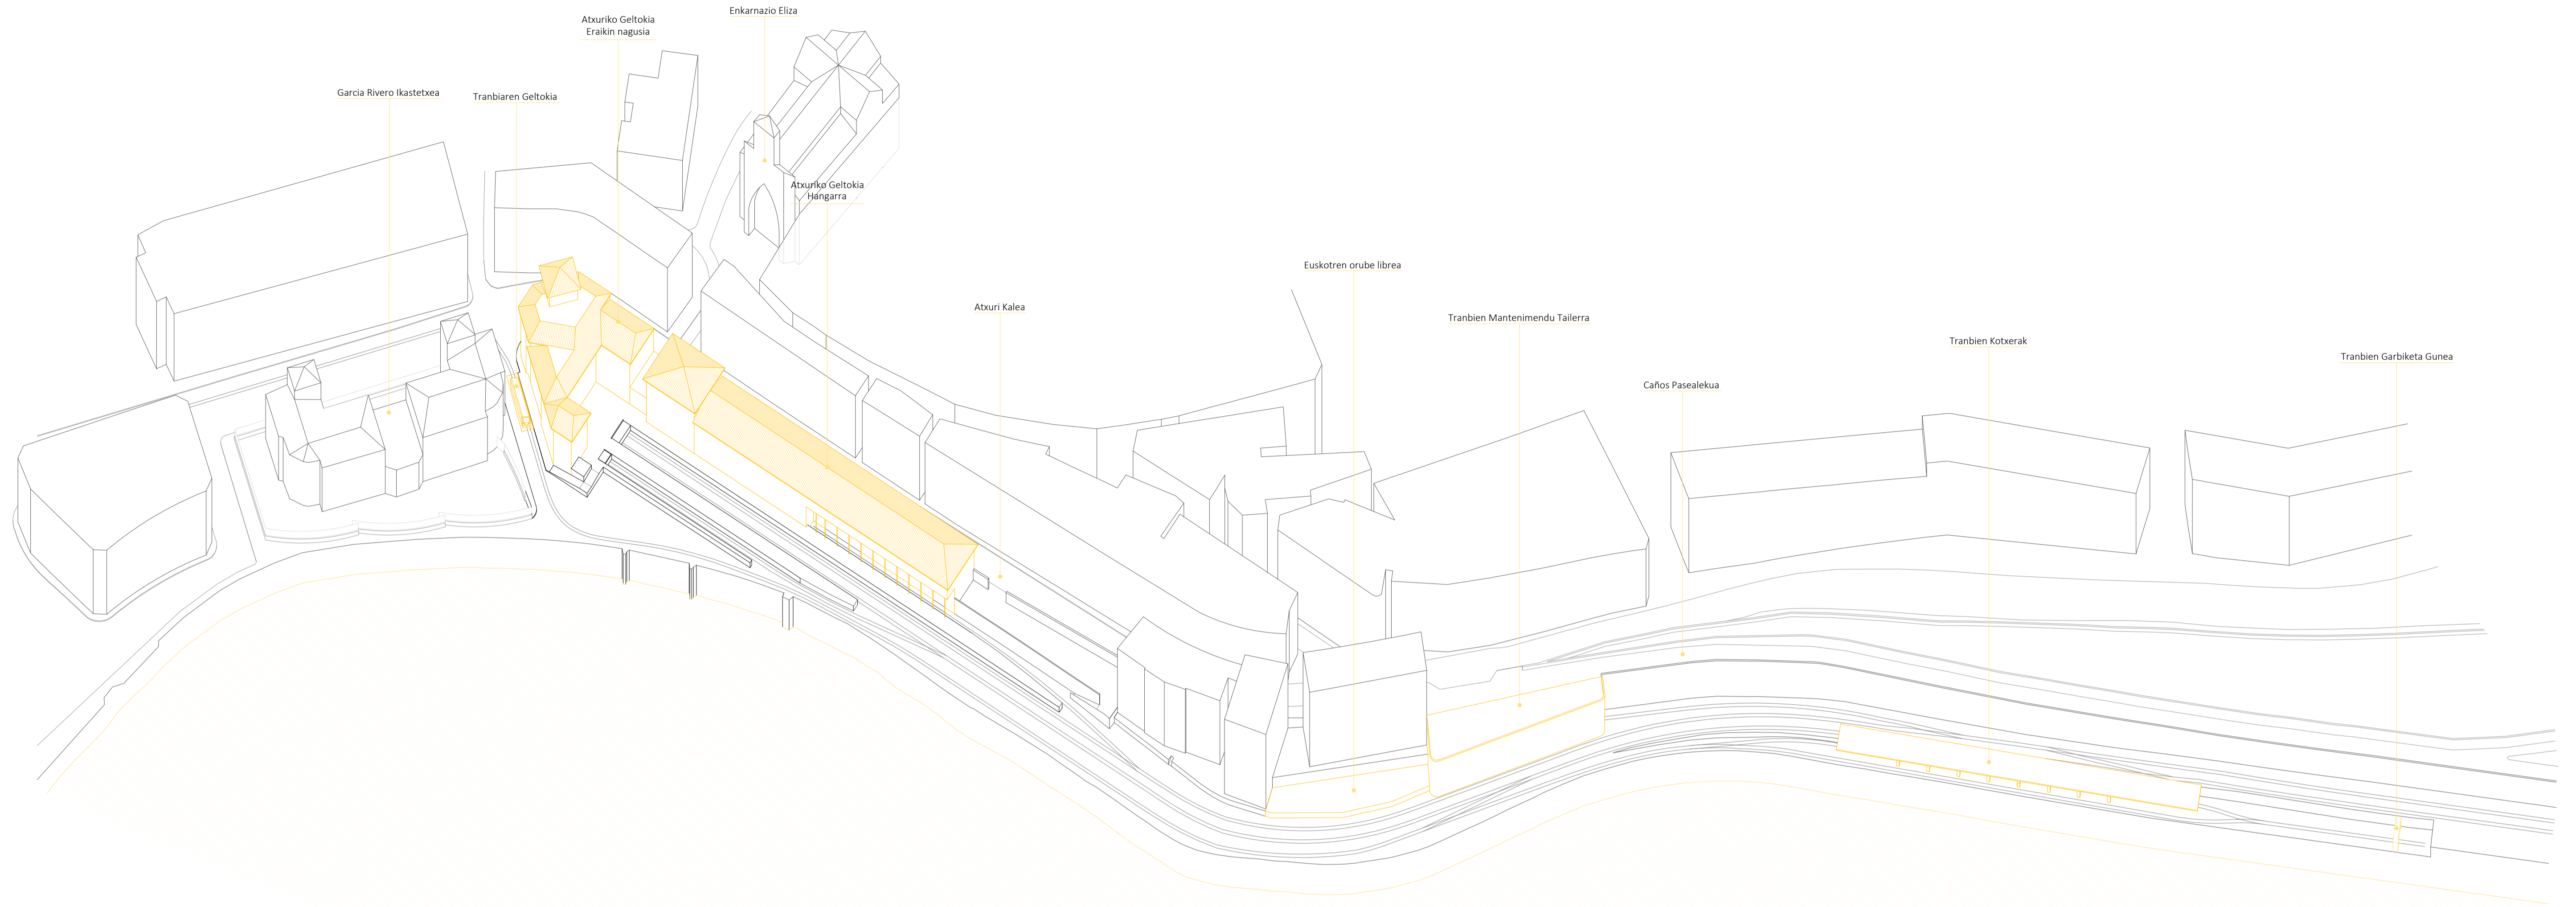 Enkarnazio Eliza
Atxuriko Geltokia
Eraikin nagusia
Garcia Rivero Ikastetxea
Tranbiaren Geltokia
Atxuriko Geltokia
Hangarra
Euskotren orube librea
Atxuri Kalea
Tranbien Mantenimendu Tailerra
Tranbien Kotxerak
Tranbien Garbiketa Gunea
Caños Pasealekua